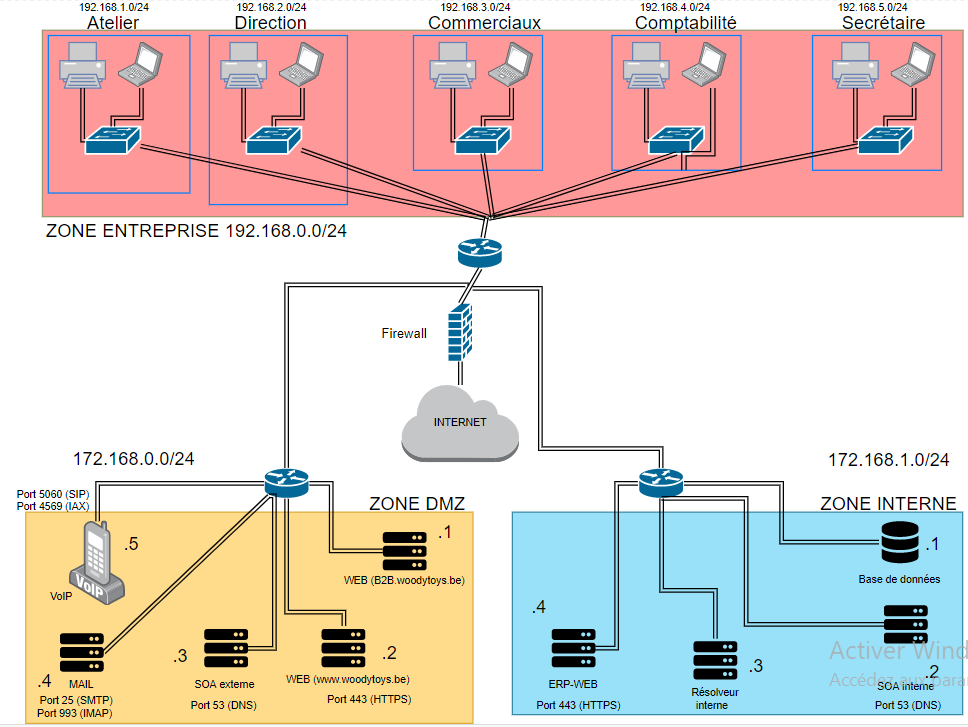 192.168.1.0/24
192.168.2.0/24
192.168.3.0/24
192.168.4.0/24
192.168.5.0/24
Atelier
Direction
Commerciaux
Comptabilité
Secrétaire
ZONE ENTREPRISE 192.168.0.0/24
Firewall
INTERNET
172.168.0.0/24
172.168.1.0/24
Port 5060 (SIP)
Port 4569 (IAX)
ZONE DMZ
ZONE INTERNE
VoIP
.5
VoIP
.1
WEB (B2B.woodytoys.be)
.4
MAIL
Port 25 (SMTP)
Port 993 (IMAP)
.3
SOA externe
Port 53 (DNS)
.2
WEB (www.woodytoys.be)
Port 443 (HTTPS)
.1
Base de données
.4
ERP-WEB
Port 443 (HTTPS)
.3
Résolveur
interne
.2
SOA interne
Port 53 (DNS)
Activer Wind
Accédez aux para